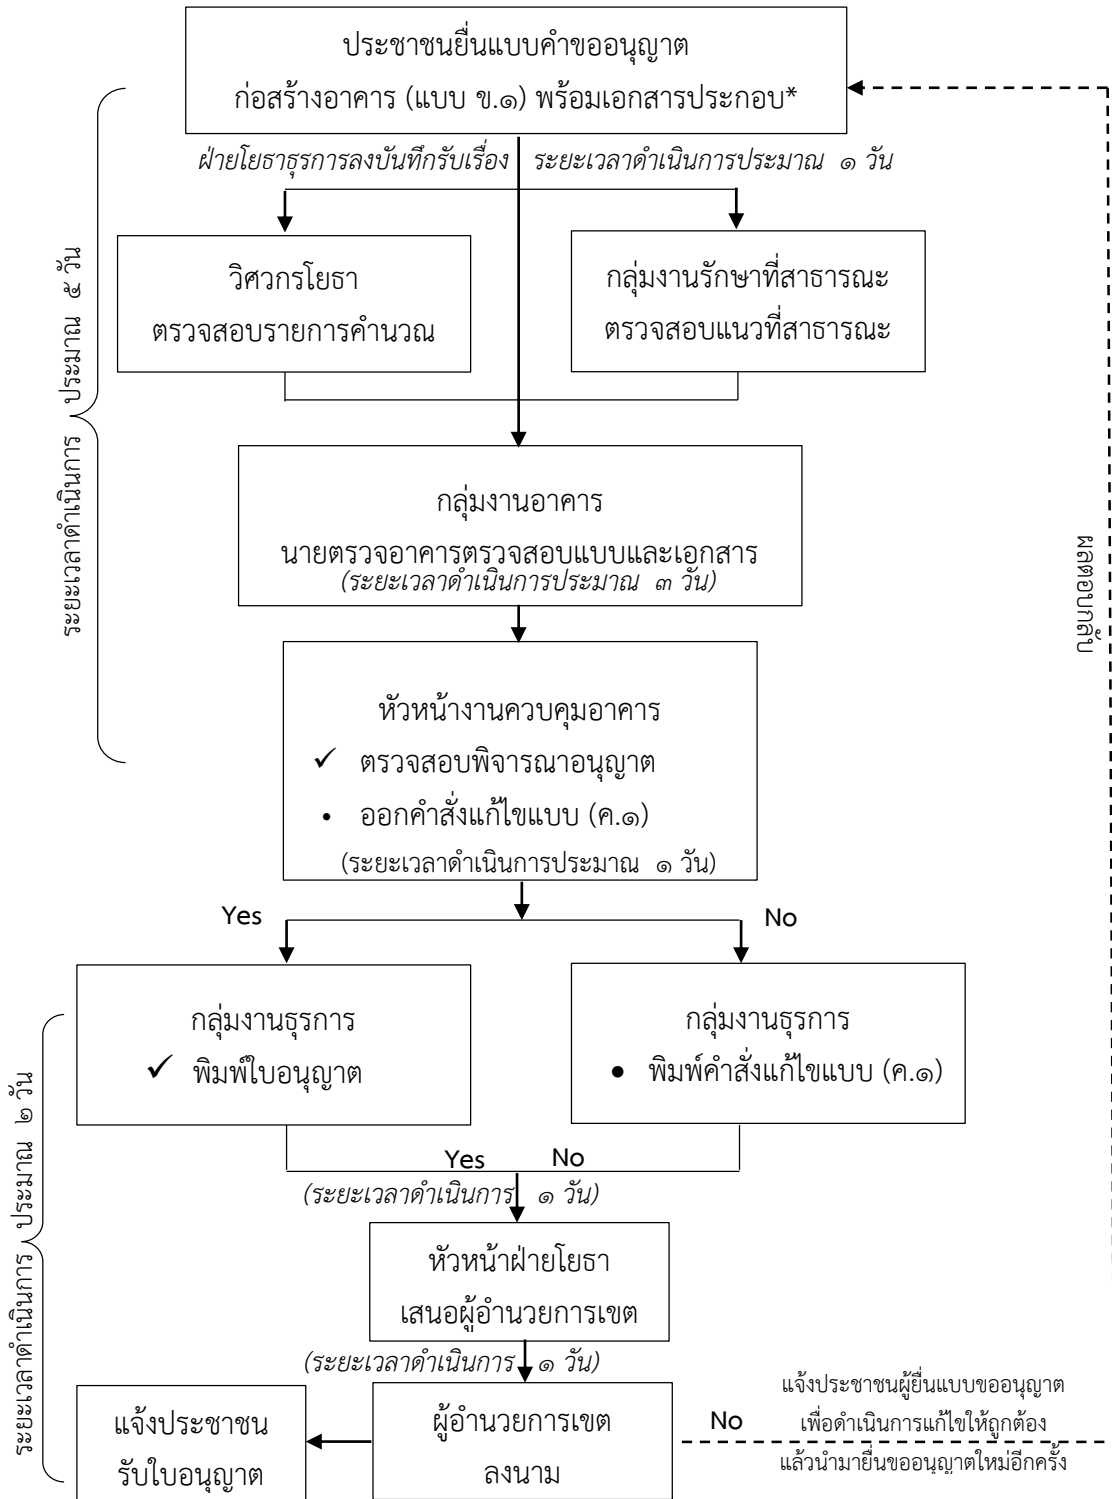 ประชาชนยื่นแบบคำขออนุญาต
ก่อสร้างอาคาร (แบบ ข.๑) พร้อมเอกสารประกอบ*
ฝ่ายโยธาธุรการลงบันทึกรับเรื่อง ระยะเวลาดำเนินการประมาณ ๑ วัน
วิศวกรโยธา
ตรวจสอบรายการคำนวณ
กลุ่มงานรักษาที่สาธารณะ
ตรวจสอบแนวที่สาธารณะ
ระยะเวลาดำเนินการ ประมาณ ๕ วัน
กลุ่มงานอาคาร
นายตรวจอาคารตรวจสอบแบบและเอกสาร
(ระยะเวลาดำเนินการประมาณ ๓ วัน)
ผลตอบกลับ
หัวหน้างานควบคุมอาคาร
✓ ตรวจสอบพิจารณาอนุญาต
• ออกคำสั่งแก้ไขแบบ (ค.๑)
(ระยะเวลาดำเนินการประมาณ ๑ วัน)
Yes
No
กลุ่มงานธุรการ
✓ พิมพ์ใบอนุญาต
กลุ่มงานธุรการ
• พิมพ์คำสั่งแก้ไขแบบ (ค.๑)
Yes No
(ระยะเวลาดำเนินการ ๑ วัน)
ระยะเวลาดำเนินการ ประมาณ ๒ วัน
หัวหน้าฝ่ายโยธา
เสนอผู้อำนวยการเขต
(ระยะเวลาดำเนินการ ๑ วัน)
ผู้อำนวยการเขต
ลงนาม
แจ้งประชาชน
รับใบอนุญาต
No
แจ้งประชาชนผู้ยื่นแบบขออนุญาต
เพื่อดำเนินการแก้ไขให้ถูกต้อง
แล้วนำมายื่นขออนุญาตใหม่อีกครั้ง